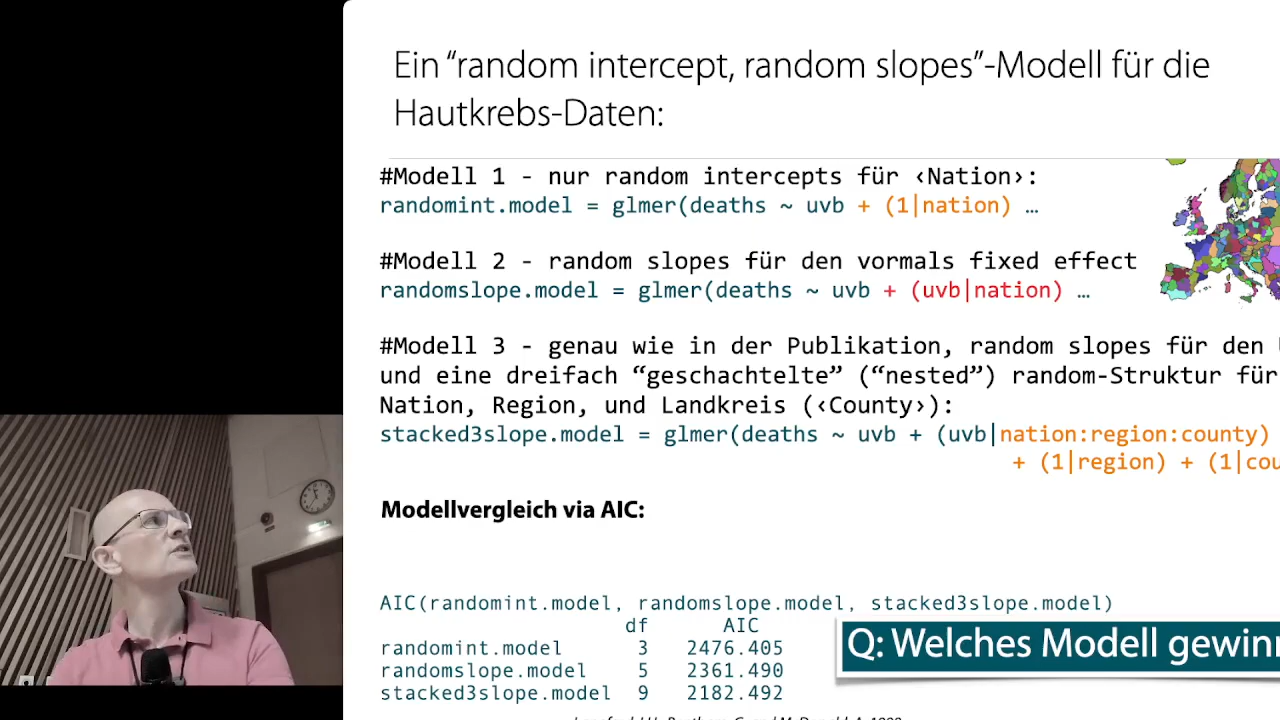 Ein “random intercept, random slopes”-Modell für die
Hautkrebs-Daten:
#Modell 1 - nur random intercepts für ‹Nation›:
randomint.model = glmer(deaths ~ uvb + (1|nation) …
#Modell 2 - random slopes für den vormals fixed effect
randomslope.model = glmer(deaths ~ uvb + (uvb|nation) …
#Modell 3 - genau wie in der Publikation, random slopes für den
und eine dreifach “geschachtelte” (“nested”) random-Struktur für
Nation, Region, und Landkreis (‹County›):
stacked3slope.model = glmer(deaths ~ uvb + (uvb|nation:region:county)
+ (1|region) + (1|cou
Modellvergleich via AIC:
AIC(randomint.model, randomslope.model, stacked3slope.model)
df AIC
randomint.model 3 2476.405
randomslope.model 5 2361.490
stacked3slope.model 9 2182.492
Q: Welches Modell gewinn